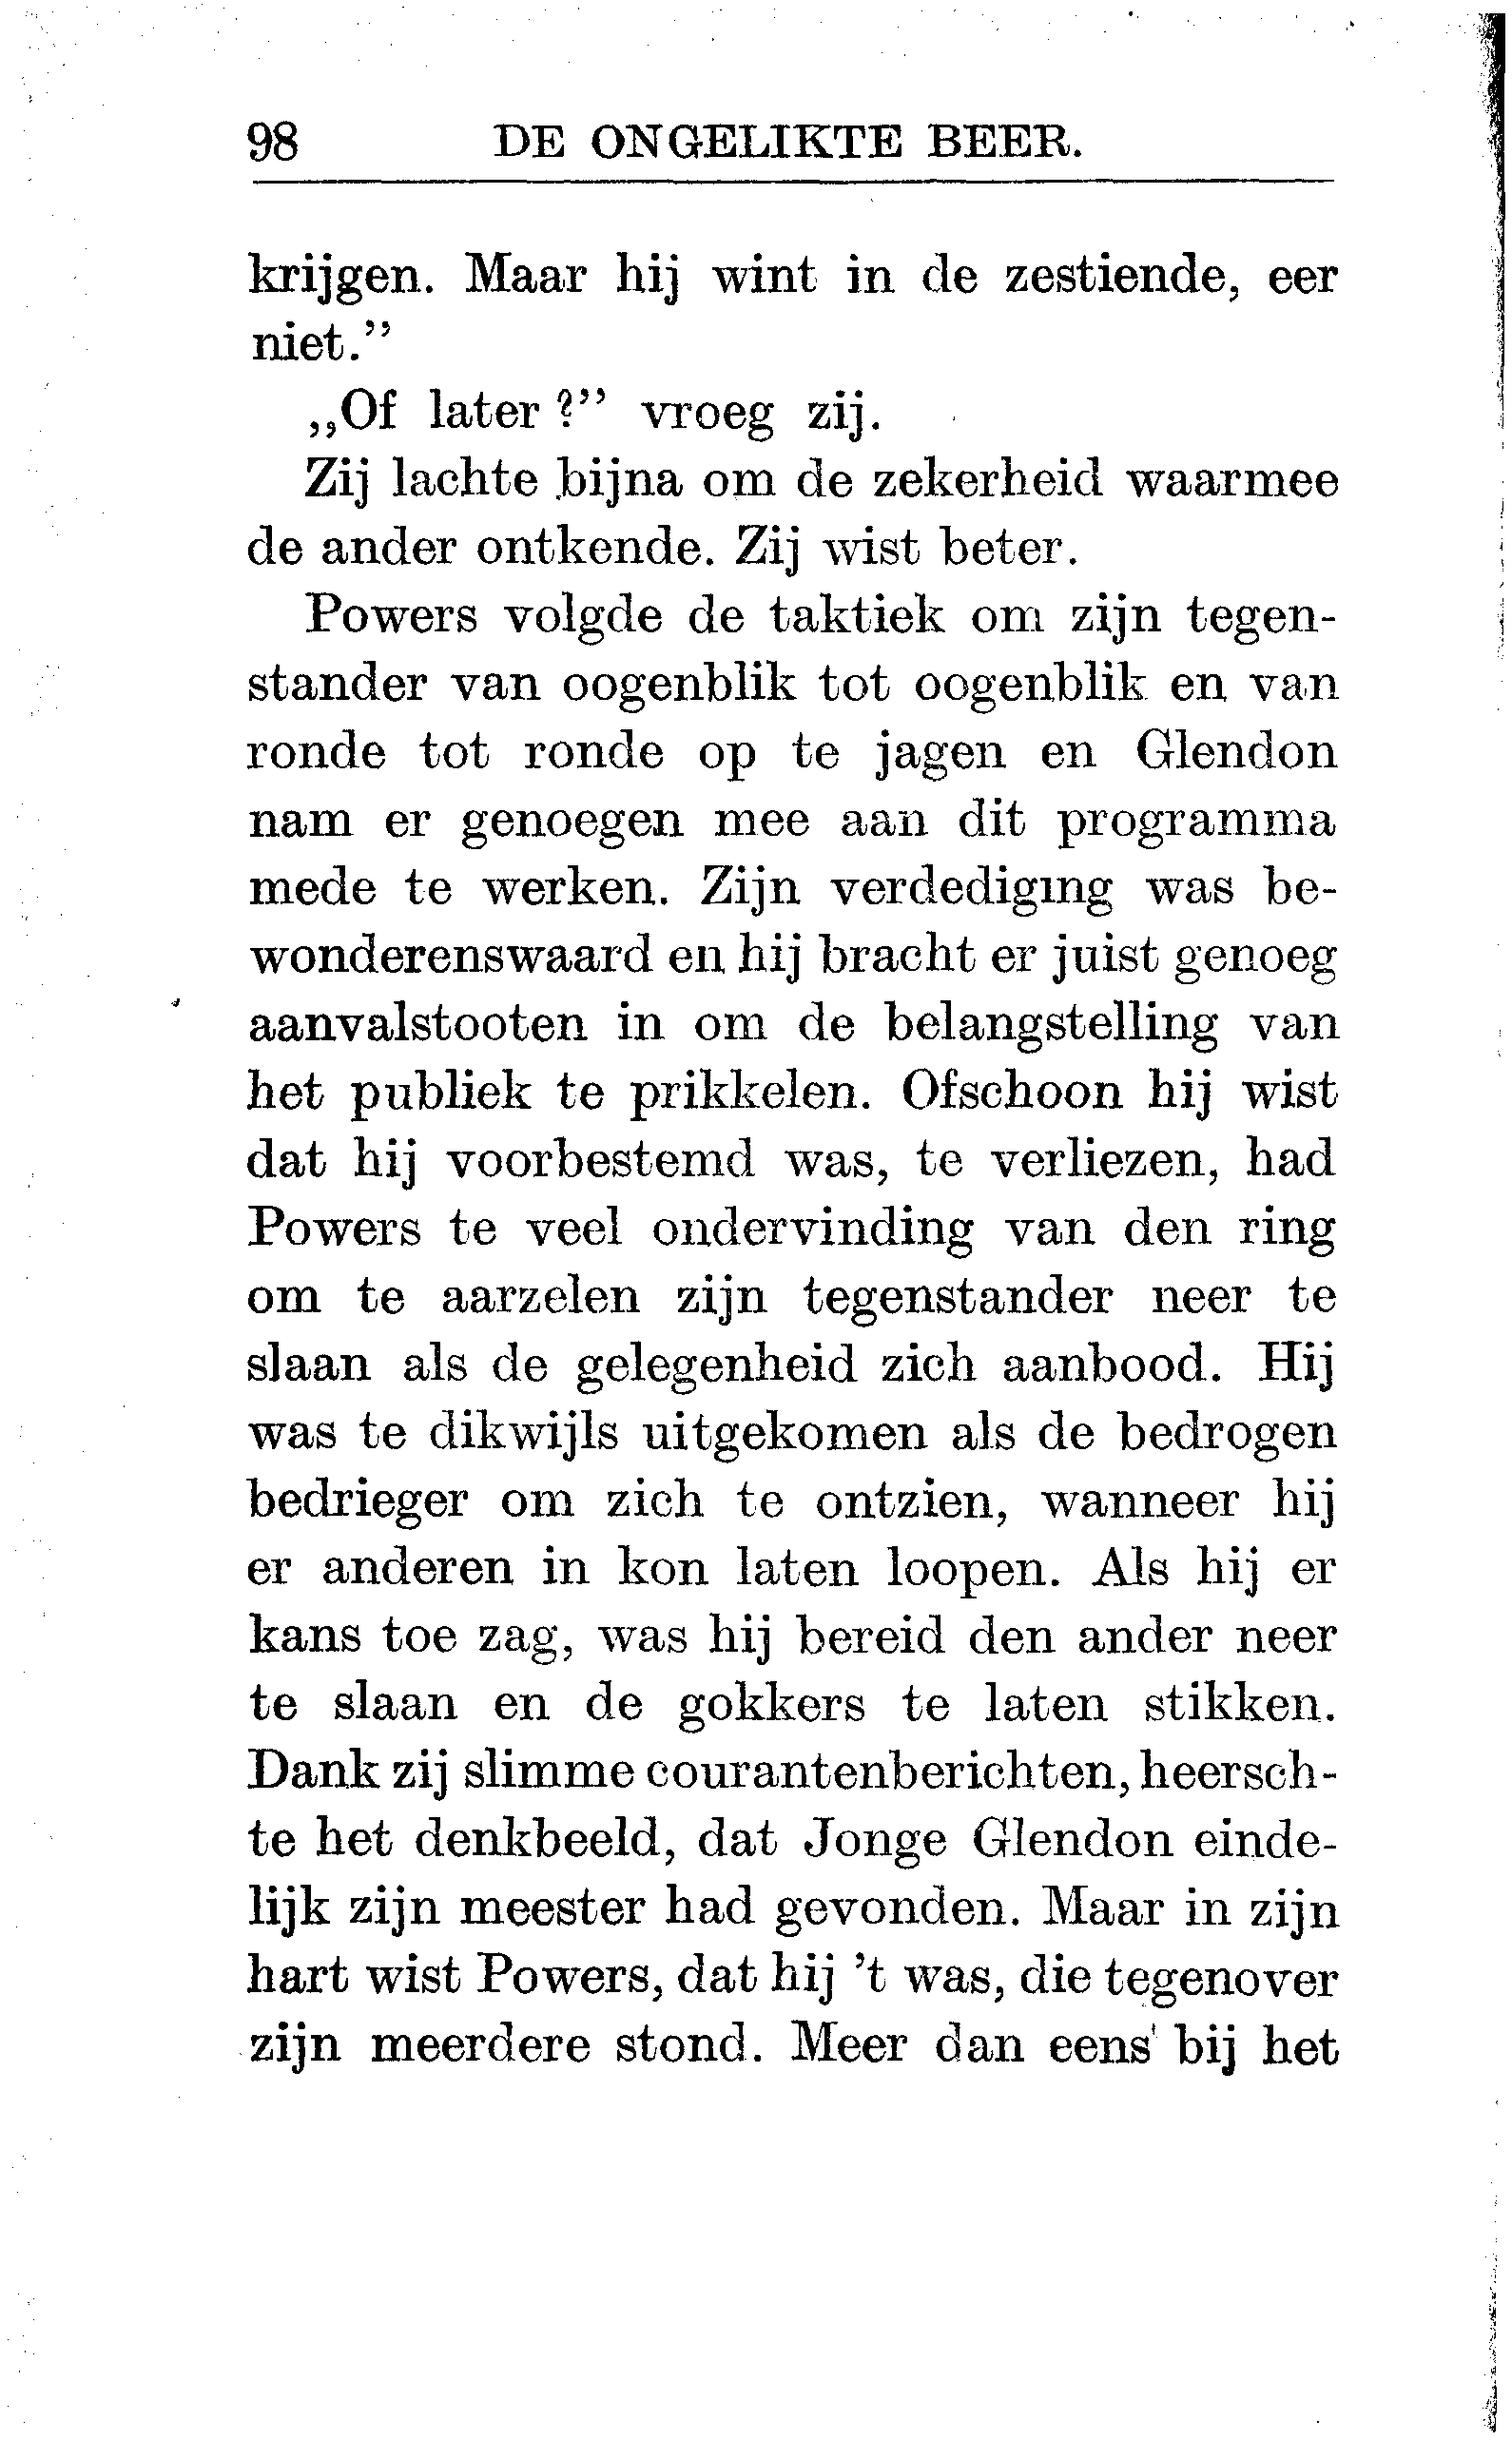 98 DE ONGELIKTE BEER.
krijgen. Maar hij wint in de zestiende, eer
niet.”
„Of later ?” vroeg zij.
Zij lachte bijna om de zekerheid waarmee
de ander ontkende. Zij wist beter.
Powers volgde de taktiek om zijn tegen-
stander van oogenblik tot oogenblik en van
ronde tot ronde op te jagen en Glendon
nam er genoegen mee aan dit programma
mede te werken. Zijn verdediging was be-
wonderenswaard en hij bracht er juist genoeg
aanvalstooten in om de belangstelling van
het publiek te prikkelen. Ofschoon hij wist
dat hij voorbestemd was, te verliezen, had
Powers te veel ondervinding van den ring
om te aarzelen zijn tegenstander neer te
slaan als de gelegenheid zich aanbood. Hij
was te dikwijls uitgekomen als de bedrogen
bedrieger om zich te ontzien, wanneer hij
er anderen in kon laten loopen. Als hij er
kans toe zag, was hij bereid den ander neer
te slaan en de gokkers te laten stikken.
Dank zij slimme courantenberichten, heersch-
te het denkbeeld, dat Jonge Glendon einde-
lijk zijn meester had gevonden. Maar in zijn
hart wist Powers, dat hij ’t was, die tegenover
zijn meerdere stond. Meer dan eens bij het